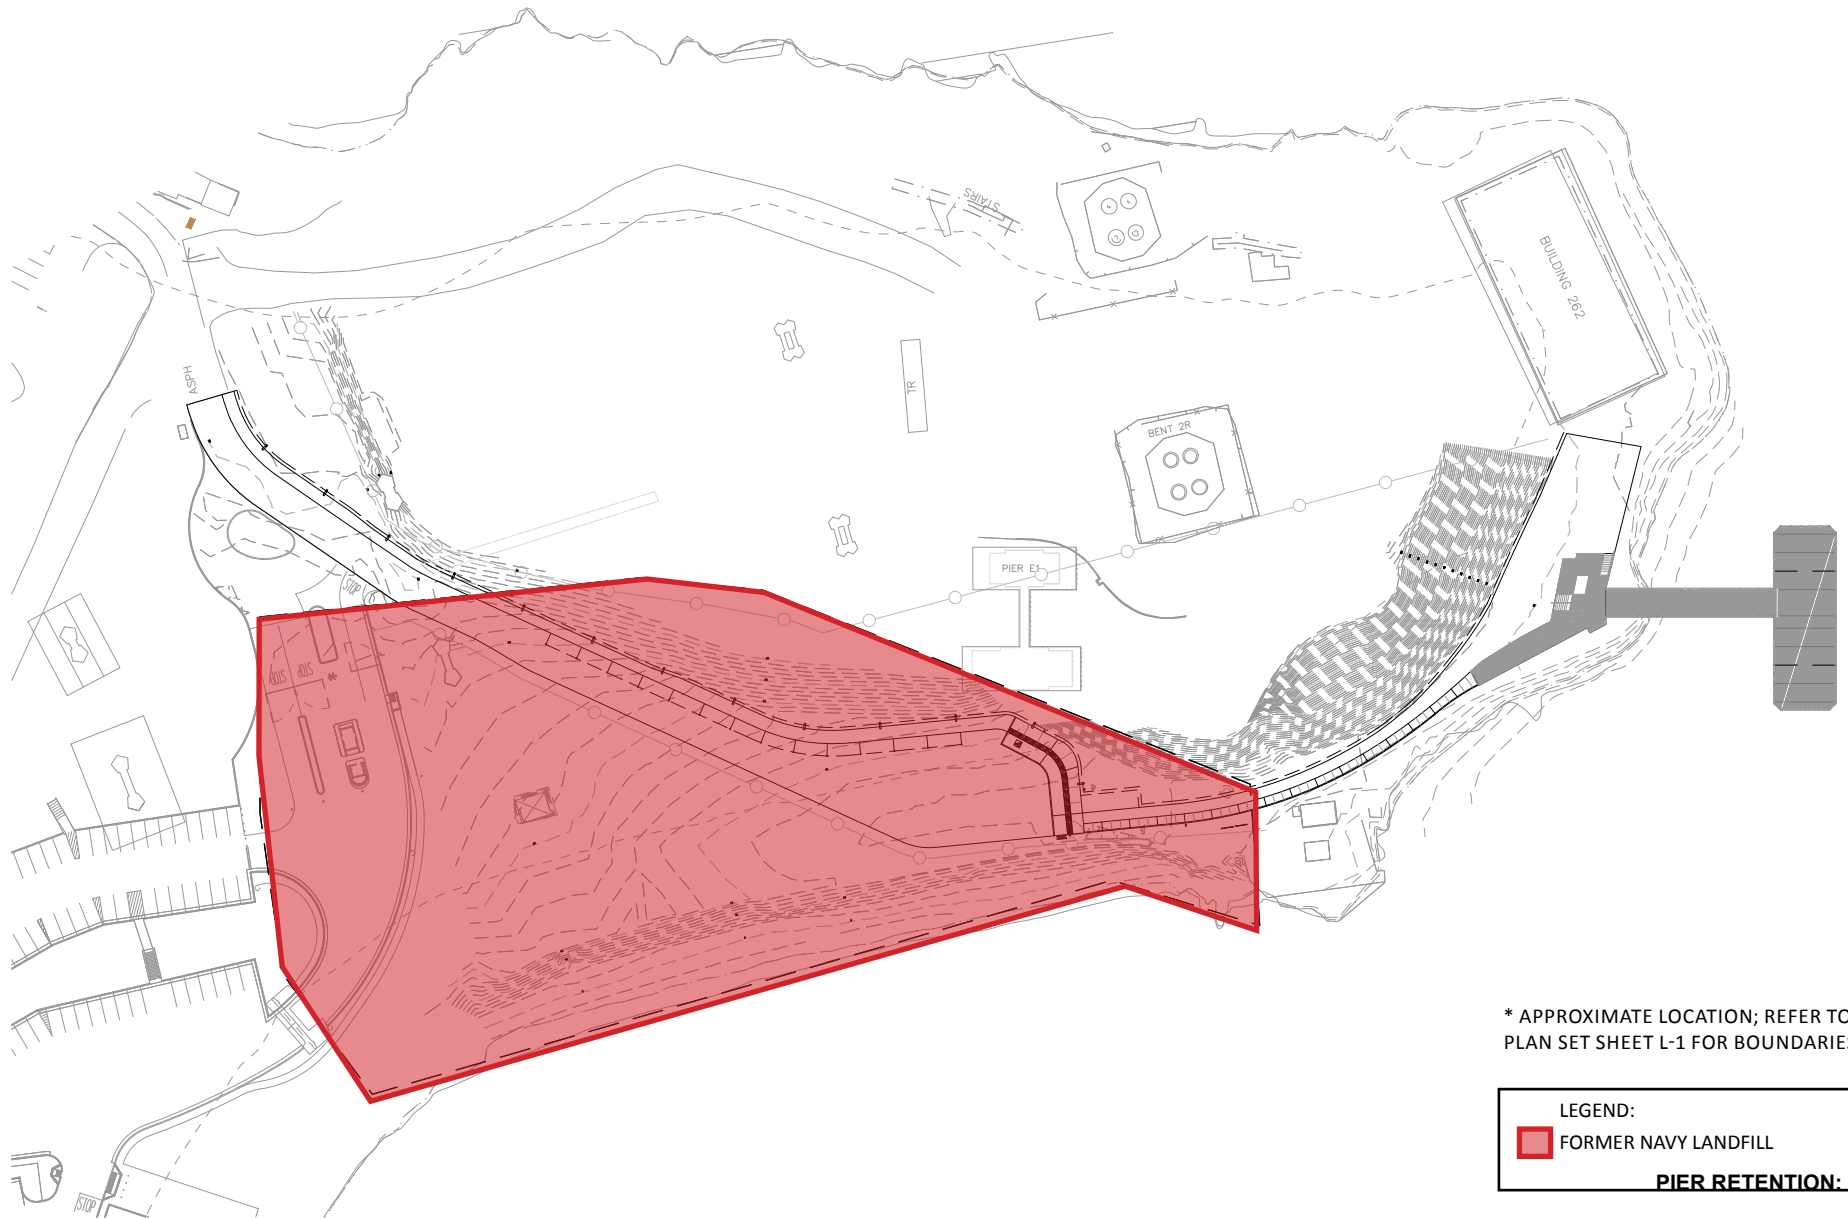 STAIRS
BUILDING 262
ASPH
TR
BENT 2R
PIER E1
STOP
STOP
STOP
* APPROXIMATE LOCATION; REFER TO
PLAN SET SHEET L-1 FOR BOUNDARIES
LEGEND:
FORMER NAVY LANDFILL
PIER RETENTION:
STOP